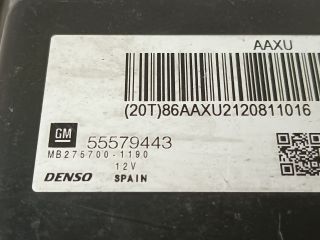 AAXU
(20T)86AAXU2120811016
GM 55579443
MB275700-1190
12V
DENSO SPAIN